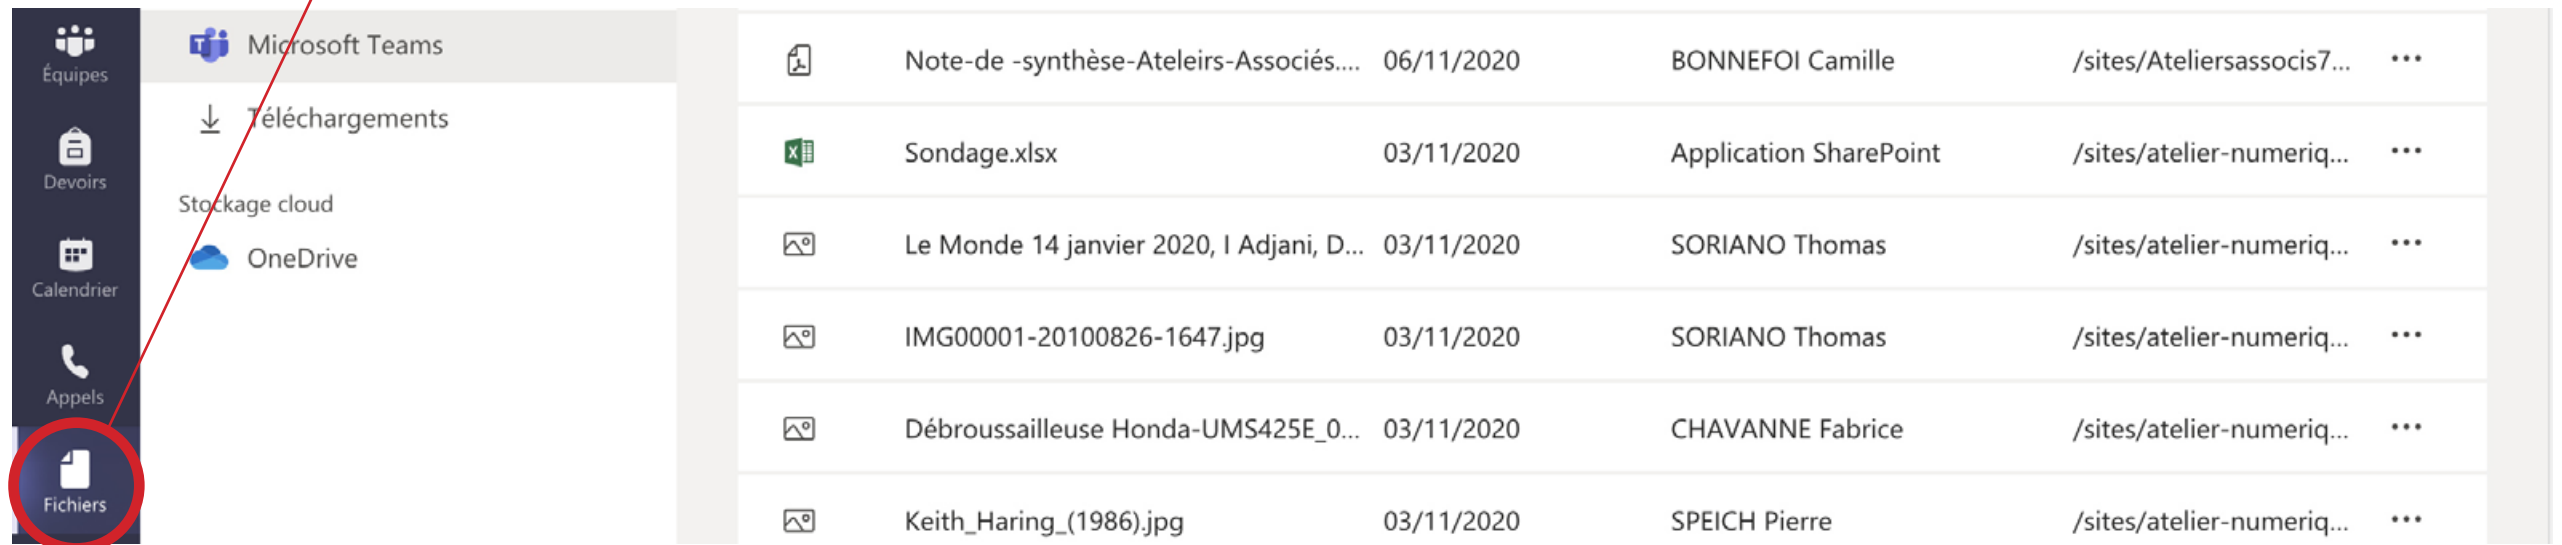 Équipes
Devoirs
Calendrier
Appels
Fichiers
Microsoft Teams
Téléchargements
Stockage cloud
OneDrive
Note-de -synthèse-Ateleirs-Associés.... 06/11/2020 BONNEFOI Camille /sites/Ateliersassocis7... ...
Sondage.xlsx 03/11/2020 Application SharePoint /sites/atelier-numeriq... ...
Le Monde 14 janvier 2020, I Adjani, D... 03/11/2020 SORIANO Thomas /sites/atelier-numeriq... ...
IMG00001-20100826-1647.jpg 03/11/2020 SORIANO Thomas /sites/atelier-numeriq... ...
Débroussailleuse Honda-UMS425E_0... 03/11/2020 CHAVANNE Fabrice /sites/atelier-numeriq... ...
Keith_Haring_(1986).jpg 03/11/2020 SPEICH Pierre /sites/atelier-numeriq... ...